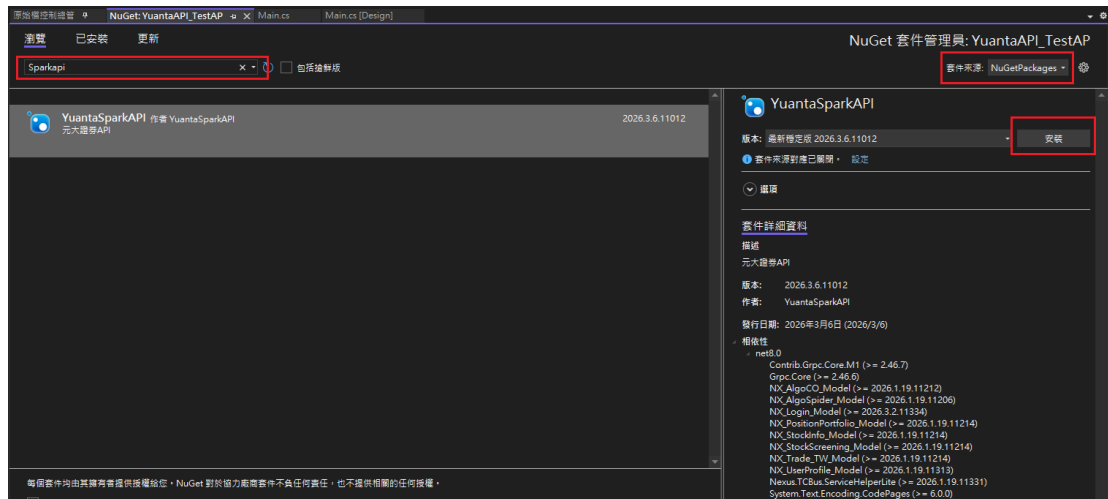 原始檔控制總管 NuGet: YuantaAPI_TestAP Main.cs Main.cs [Design]
瀏覽 已安裝 更新
NuGet 套件管理員: YuantaAPI_TestAP
Sparkapi
包括搶鮮版
套件來源: NuGetPackages
YuantaSparkAPI 作者 YuantaSparkAPI 2026.3.6.11012
元大證券API
YuantaSparkAPI
版本: 最新穩定版 2026.3.6.11012 安裝
套件來源對應已關閉。 設定
選項
套件詳細資料
描述
元大證券API
版本: 2026.3.6.11012
作者: YuantaSparkAPI
發行日期: 2026年3月6日 (2026/3/6)
相依性
net8.0
Contrib.Grpc.Core.M1 (>= 2.46.7)
Grpc.Core (>= 2.46.6)
NX_AlgoCO_Model (>= 2026.1.19.11212)
NX_AlgoSpider_Model (>= 2026.1.19.11206)
NX_Login_Model (>= 2026.3.2.11334)
NX_PositionPortfolio_Model (>= 2026.1.19.11214)
NX_StockInfo_Model (>= 2026.1.19.11214)
NX_StockScreening_Model (>= 2026.1.19.11214)
NX_Trade_TW_Model (>= 2026.1.19.11214)
NX_UserProfile_Model (>= 2026.1.19.11313)
Nexus.TCBus.ServiceHelperLite (>= 2026.1.19.11331)
System.Text.Encoding.CodePages (>= 6.0.0)
每個套件均由其擁有者提供授權給您。NuGet 對於協力廠商套件不負任何責任，也不提供相關的任何授權。